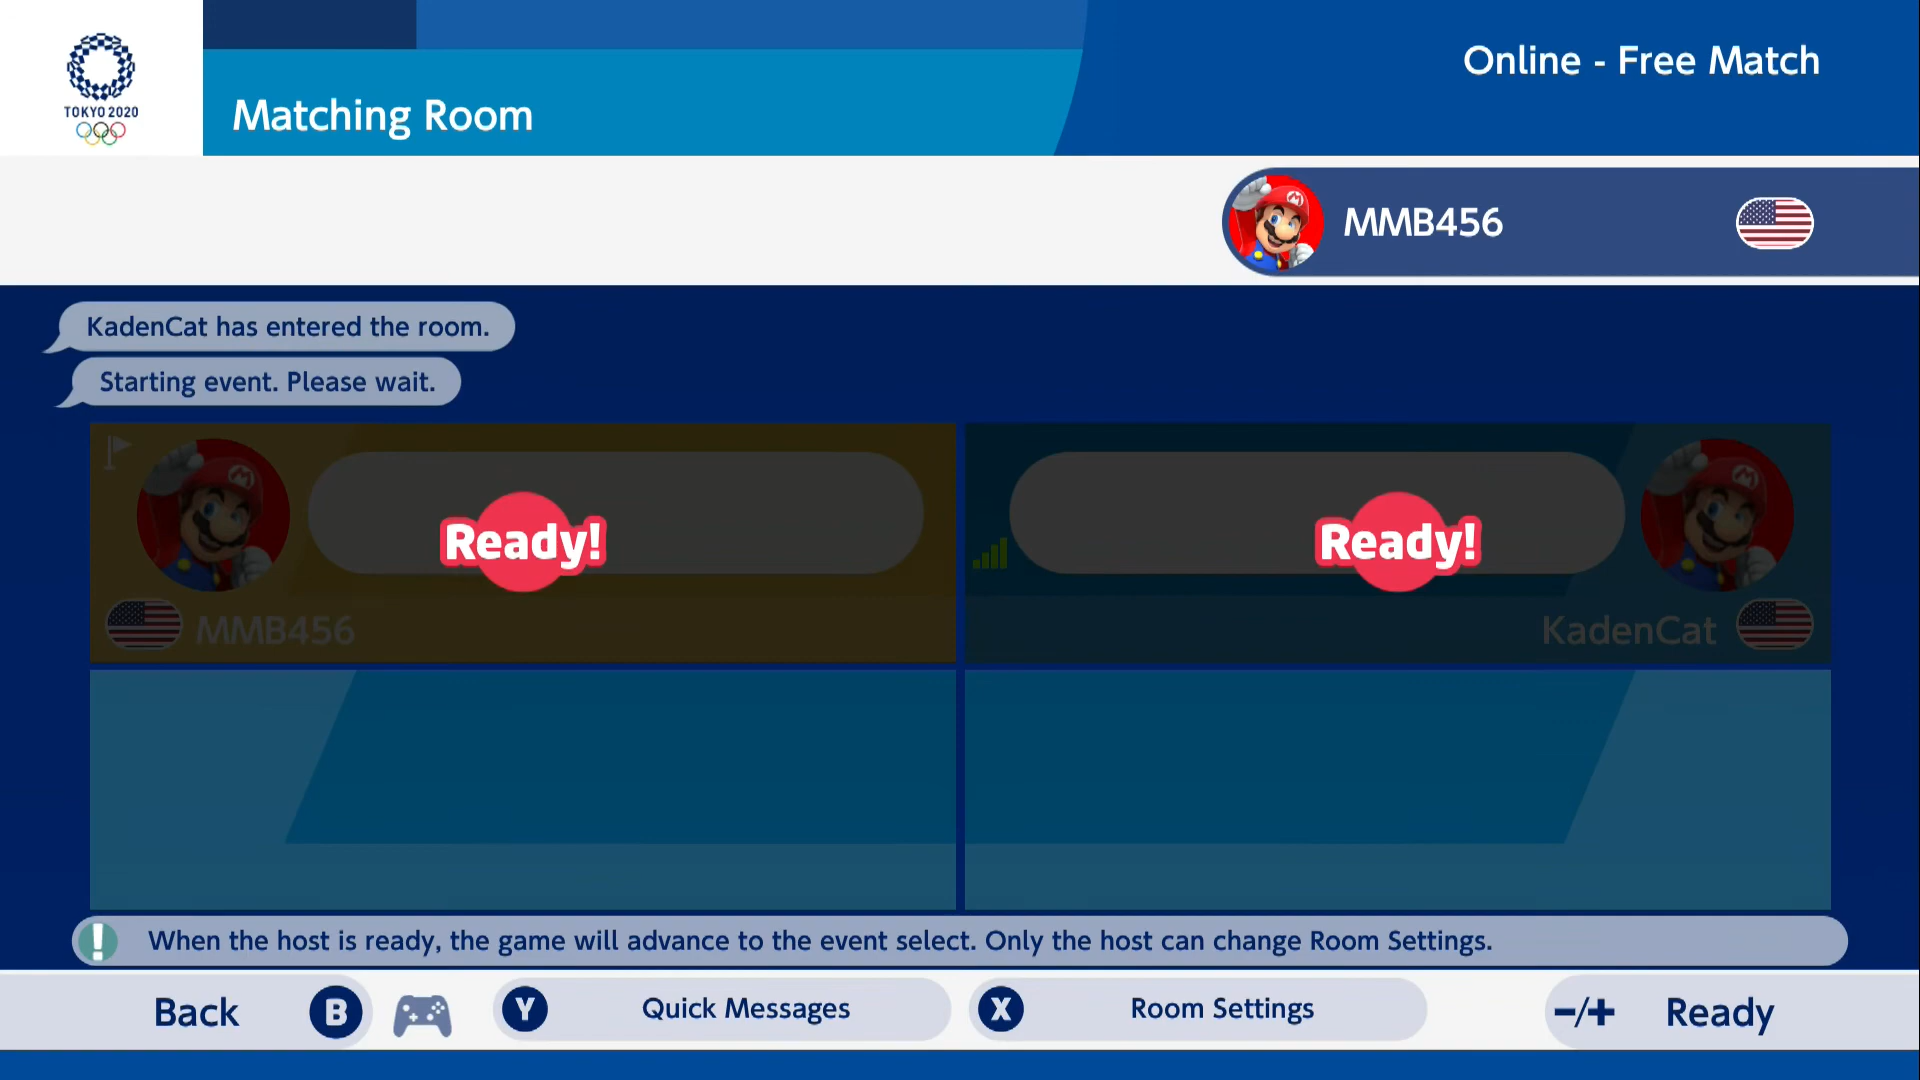 TOKYO 2020
Matching Room
Online - Free Match
MMB456
KadenCat has entered the room.
Starting event. Please wait.
Ready!
Ready!
MMB456
KadenCat
! When the host is ready, the game will advance to the event select. Only the host can change Room Settings.
Back B
Y Quick Messages
X Room Settings
-/+ Ready